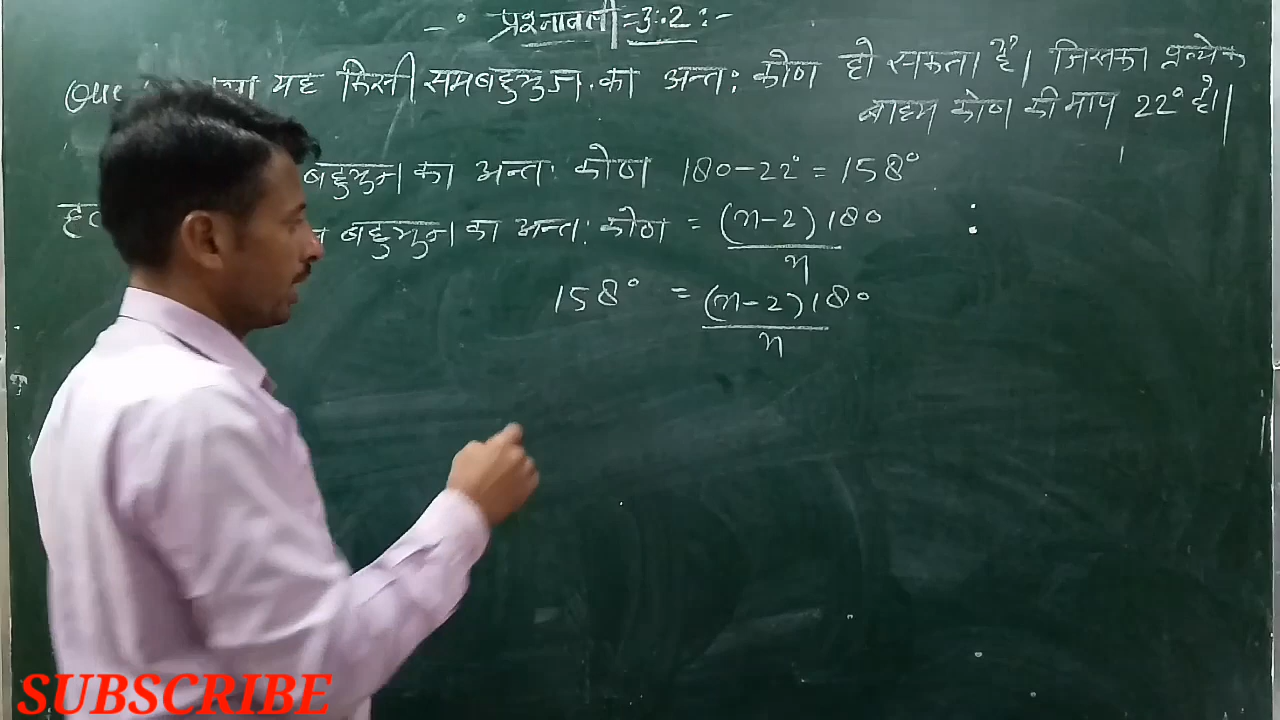 -: प्रश्नावली = 3.2 :-
यह किसी समबहुभुज का अन्त: कोण हो सकता है। जिसका प्रत्येक
बाह्य कोण की माप 22° है।
बहुभुज का अन्त: कोण 180-22° = 158°
बहुभुज का अन्त: कोण = (n-2)180/n
158° = (n-2)180/n
SUBSCRIBE